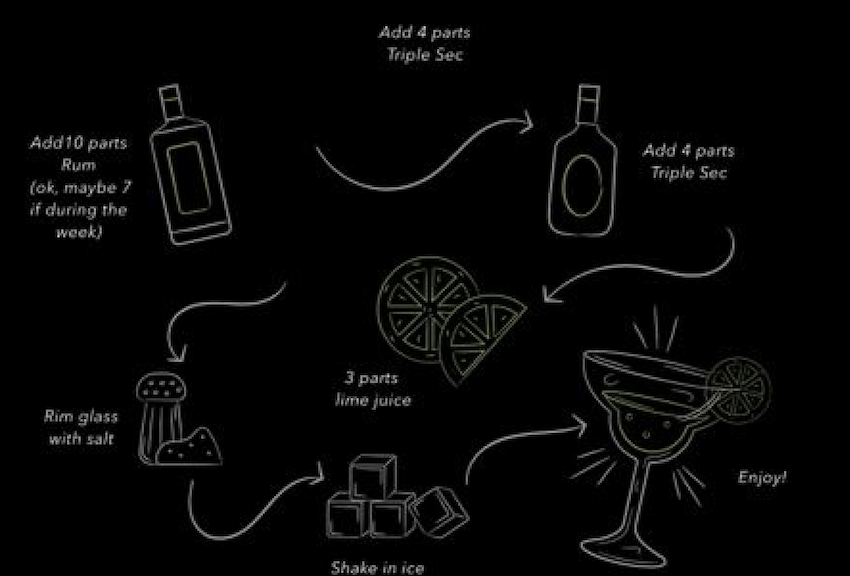 Add 4 parts
Triple Sec
Add10 parts
Rum
(ok, maybe 7
if during the
week)
Add 4 parts
Triple Sec
3 parts
lime juice
Rim glass
with salt
Enjoy!
Shake in ice